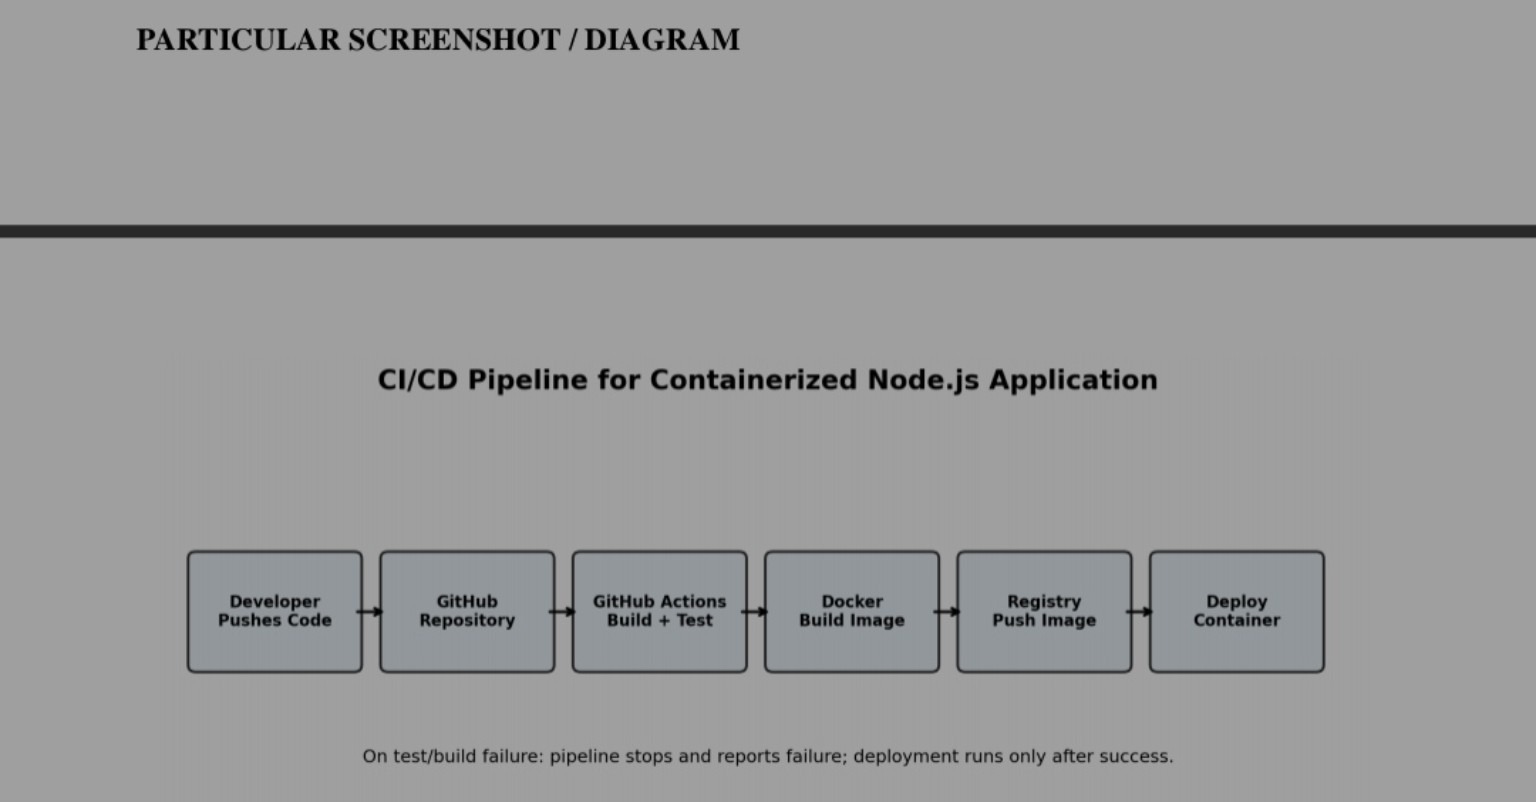 PARTICULAR SCREENSHOT / DIAGRAM
CI/CD Pipeline for Containerized Node.js Application
Developer
Pushes Code
GitHub
Repository
GitHub Actions
Build + Test
Docker
Build Image
Registry
Push Image
Deploy
Container
On test/build failure: pipeline stops and reports failure; deployment runs only after success.